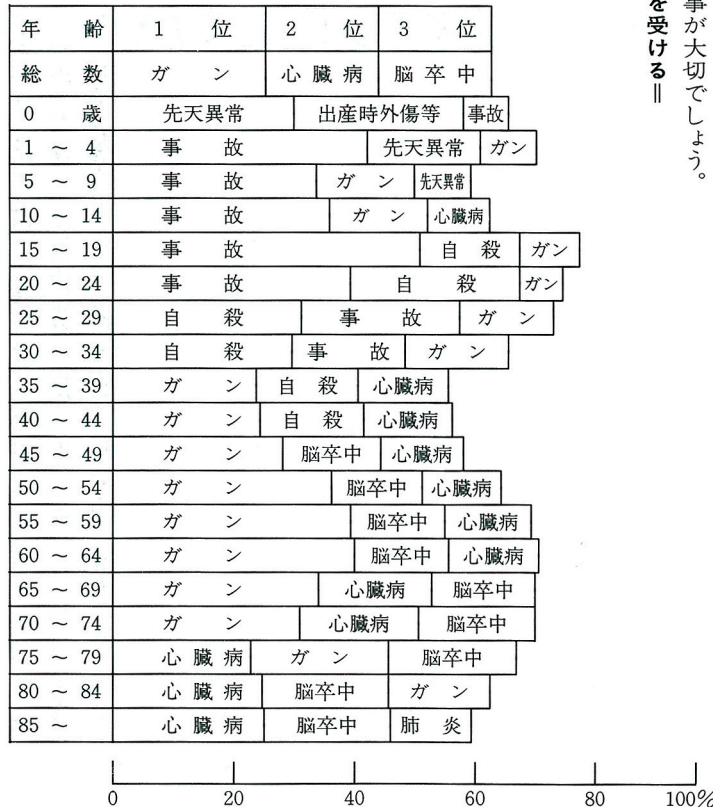 事が大切でしょう。
を受ける＝
年齢 1位 2位 3位
総数 ガン 心臓病 脳卒中
0歳 先天異常 出産時外傷等 事故
1～4 事故 先天異常 ガン
5～9 事故 ガン 先天異常
10～14 事故 ガン 心臓病
15～19 事故 自殺 ガン
20～24 事故 自殺 ガン
25～29 自殺 事故 ガン
30～34 自殺 事故 ガン
35～39 ガン 自殺 心臓病
40～44 ガン 自殺 心臓病
45～49 ガン 脳卒中 心臓病
50～54 ガン 脳卒中 心臓病
55～59 ガン 脳卒中 心臓病
60～64 ガン 脳卒中 心臓病
65～69 ガン 心臓病 脳卒中
70～74 ガン 心臓病 脳卒中
75～79 心臓病 ガン 脳卒中
80～84 心臓病 脳卒中 ガン
85～ 心臓病 脳卒中 肺炎
0 20 40 60 80 100%